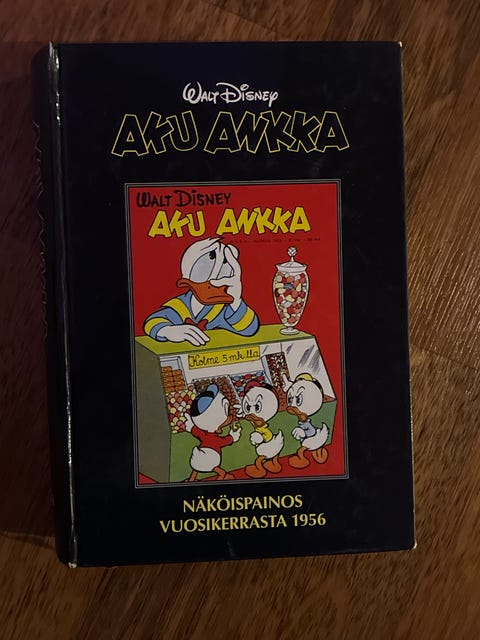 WALT DISNEY
AKU ANKKA
WALT DISNEY
AKU ANKKA
Kolme 5 mk:lla
NÄKÖISPAINOS
VUOSIKERRASTA 1956